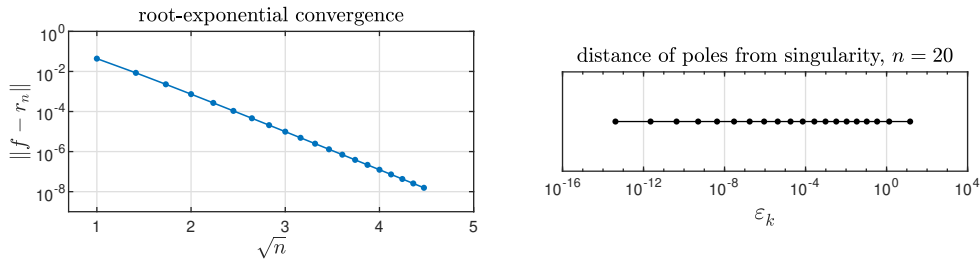 root-exponential convergence
10^0
10^-2
10^-4
10^-6
10^-8
‖f − r_n‖
1 2 3 4 5
√n
distance of poles from singularity, n = 20
10^-16 10^-12 10^-8 10^-4 10^0 10^4
ε_k